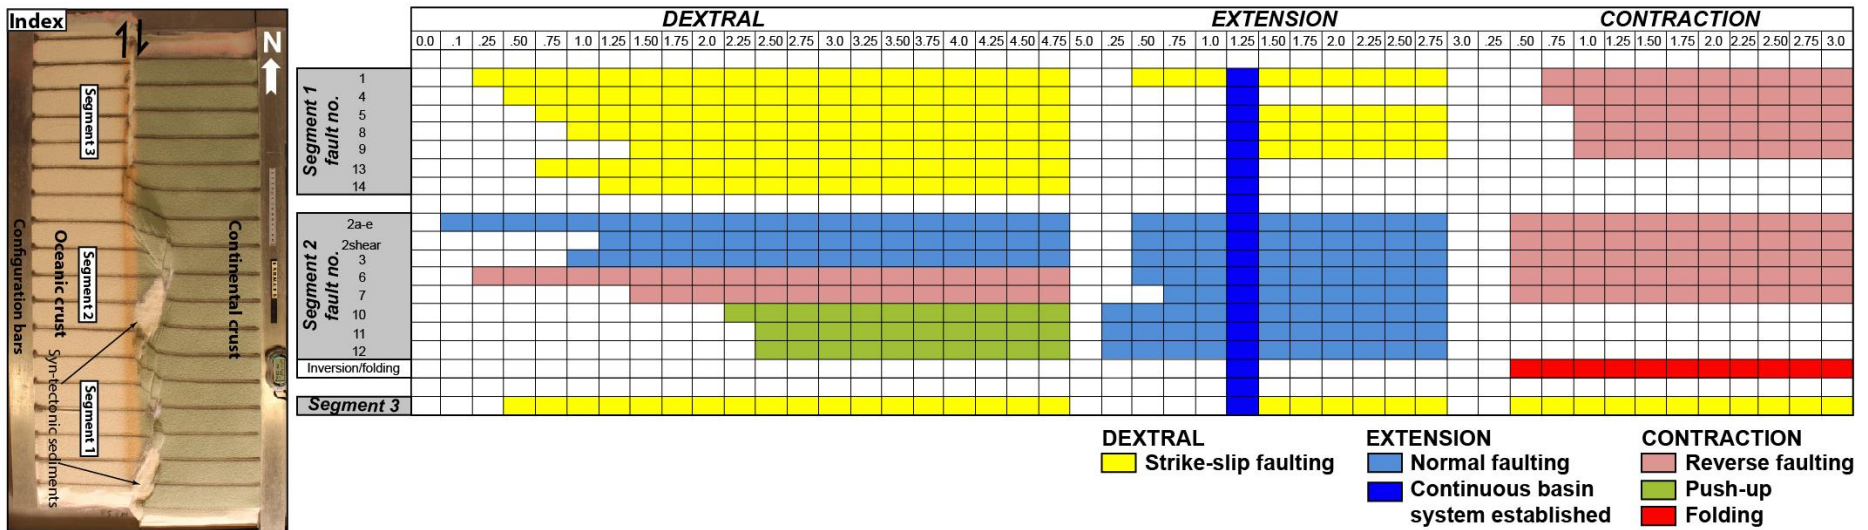 Index
N
Segment 3
Segment 2
Segment 1
Configuration bars
Oceanic crust
Syn-tectonic sediments
Continental crust
DEXTRAL EXTENSION CONTRACTION
0.0 .1 .25 .50 .75 1.0 1.25 1.50 1.75 2.0 2.25 2.50 2.75 3.0 3.25 3.50 3.75 4.0 4.25 4.50 4.75 5.0 .25 .50 .75 1.0 1.25 1.50 1.75 2.0 2.25 2.50 2.75 3.0 .25 .50 .75 1.0 1.25 1.50 1.75 2.0 2.25 2.50 2.75 3.0
Segment 1
fault no.
1
4
5
8
9
13
14
Segment 2
fault no.
2a-e
2shear
3
6
7
10
11
12
Inversion/folding
Segment 3
DEXTRAL
Strike-slip faulting
EXTENSION
Normal faulting
Continuous basin
system established
CONTRACTION
Reverse faulting
Push-up
Folding